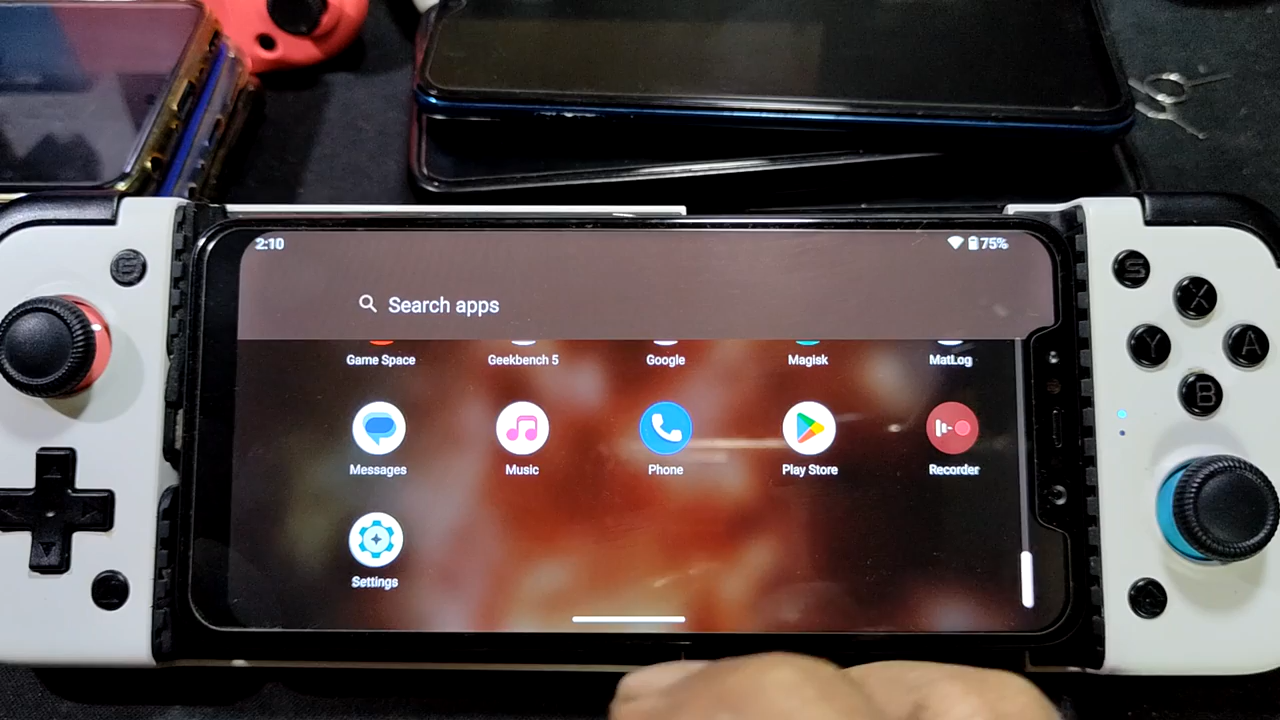 2:10
75%
Search apps
Game Space
Geekbench 5
Google
Magisk
MatLog
Messages
Music
Phone
Play Store
Recorder
Settings
G
S
X
Y
A
B